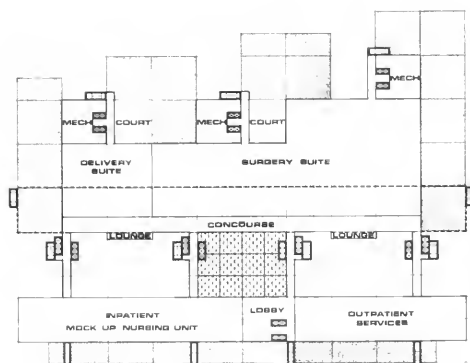 MECH
COURT
MECH
COURT
MECH
DELIVERY
SUITE
SURGERY SUITE
CONCOURSE
LOUNGE
LOUNGE
INPATIENT
MOCK UP NURSING UNIT
LOBBY
OUTPATIENT
SERVICES